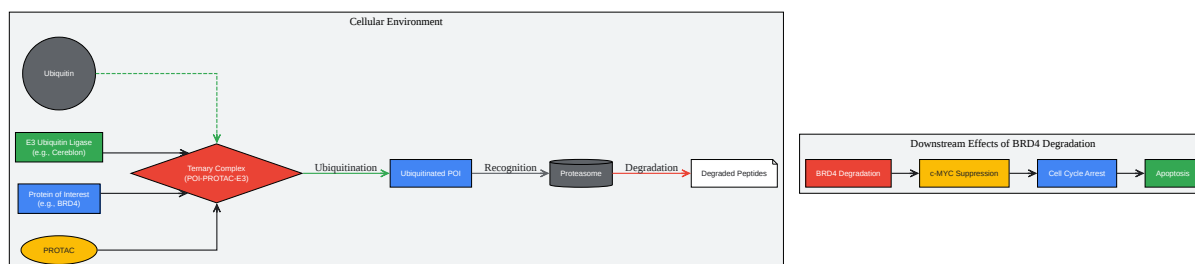 Cellular Environment
Ubiquitin
E3 Ubiquitin Ligase
(e.g., Cereblon)
Ternary Complex
(POI-PROTAC-E3)
Ubiquitination
Ubiquitinated POI
Recognition
Proteasome
Degradation
Degraded Peptides
Protein of Interest
(e.g., BRD4)
PROTAC
Downstream Effects of BRD4 Degradation
BRD4 Degradation
c-MYC Suppression
Cell Cycle Arrest
Apoptosis